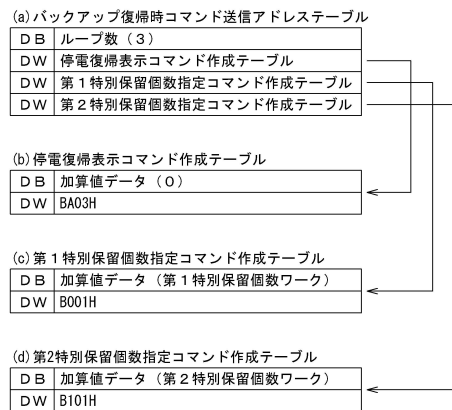 (a)バックアップ復帰時コマンド送信アドレステーブル
ＤＢ ループ数（３）
ＤＷ 停電復帰表示コマンド作成テーブル
ＤＷ 第１特別保留個数指定コマンド作成テーブル
ＤＷ 第２特別保留個数指定コマンド作成テーブル
(b)停電復帰表示コマンド作成テーブル
ＤＢ 加算値データ（０）
ＤＷ BA03H
(c)第１特別保留個数指定コマンド作成テーブル
ＤＢ 加算値データ（第１特別保留個数ワーク）
ＤＷ B001H
(d)第2特別保留個数指定コマンド作成テーブル
ＤＢ 加算値データ（第２特別保留個数ワーク）
ＤＷ B101H